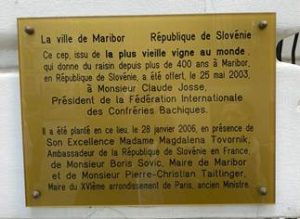 La ville de Maribor République de Slovénie
Ce cep, issu de la plus vieille vigne au monde,
qui donne du raisin depuis plus de 400 ans à Maribor,
en République de Slovénie, a été offert, le 25 mai 2003,
à Monsieur Claude Josse,
Président de la Fédération Internationale
des Confréries Bachiques.
Il a été planté en ce lieu, le 28 janvier 2006, en présence de
Son Excellence Madame Magdalena Tovornik,
Ambassadeur de la République de Slovénie en France,
de Monsieur Boris Sovic, Maire de Maribor
et de Monsieur Pierre-Christian Taittinger,
Maire du XVIème arrondissement de Paris, ancien Ministre.